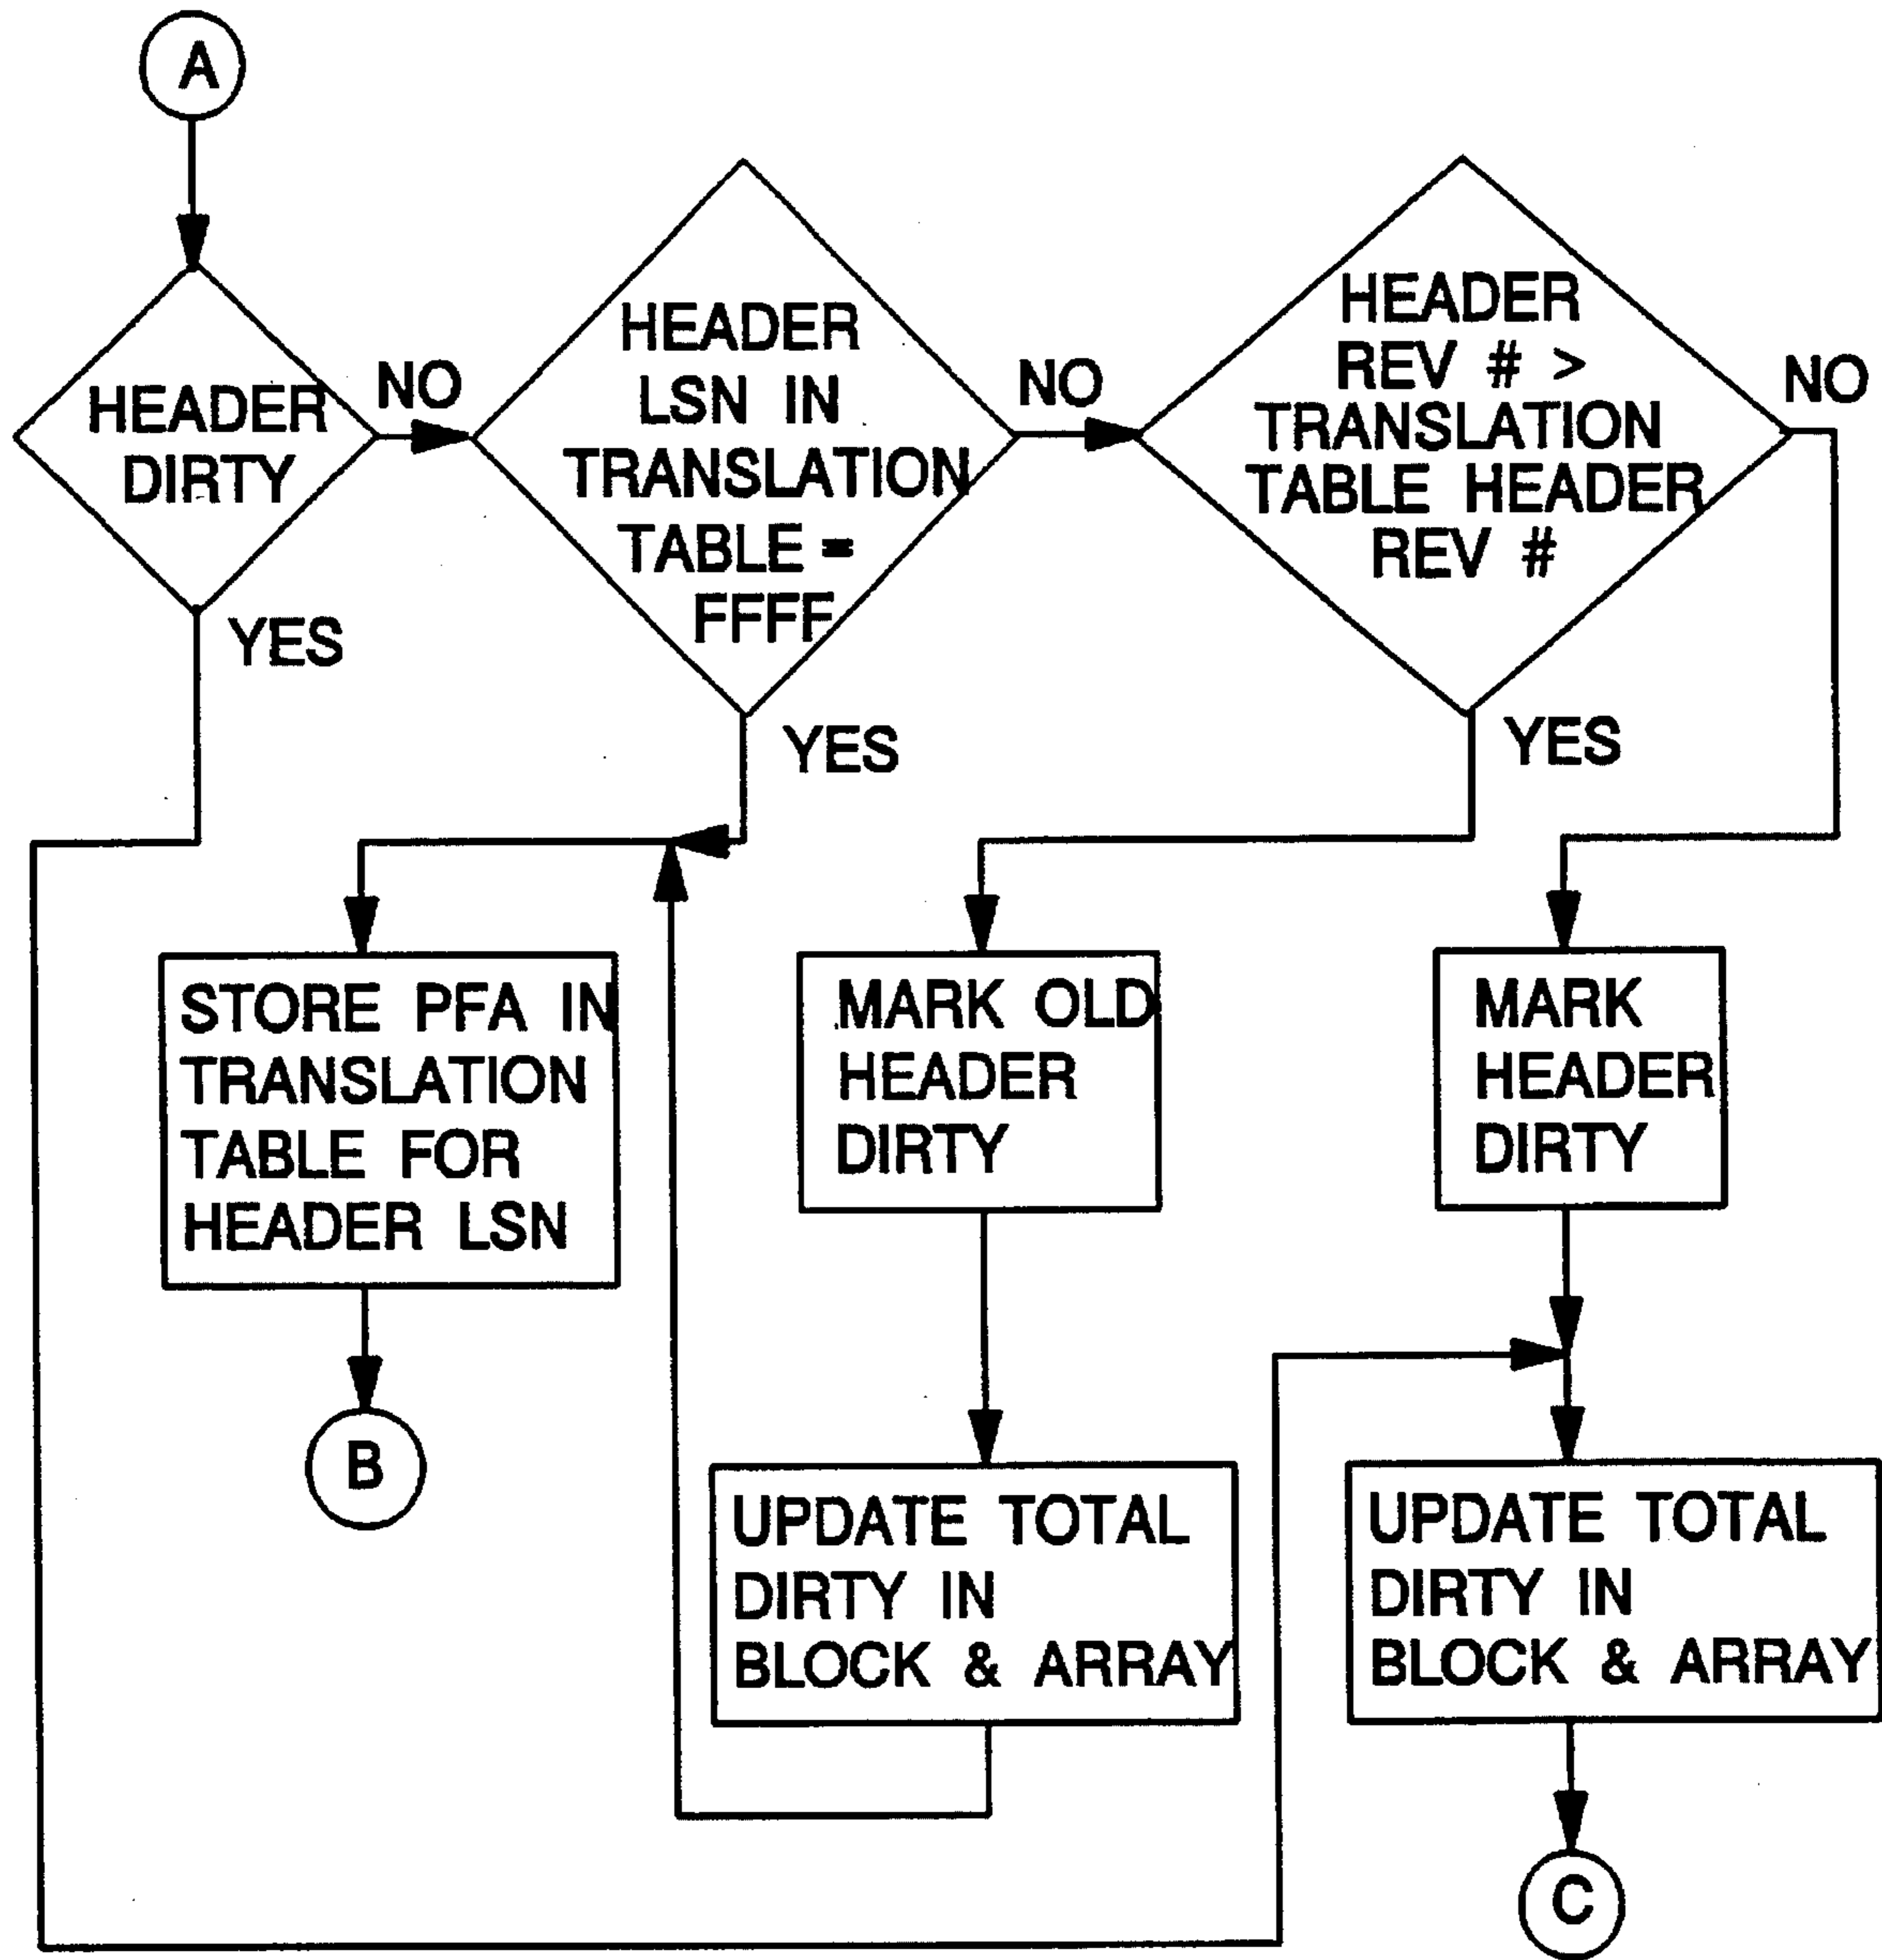 A
HEADER
DIRTY
NO
YES
HEADER
LSN IN
TRANSLATION
TABLE =
FFFF
NO
YES
HEADER
REV # >
TRANSLATION
TABLE HEADER
REV #
NO
YES
STORE PFA IN
TRANSLATION
TABLE FOR
HEADER LSN
B
MARK OLD
HEADER
DIRTY
UPDATE TOTAL
DIRTY IN
BLOCK & ARRAY
MARK
HEADER
DIRTY
UPDATE TOTAL
DIRTY IN
BLOCK & ARRAY
C